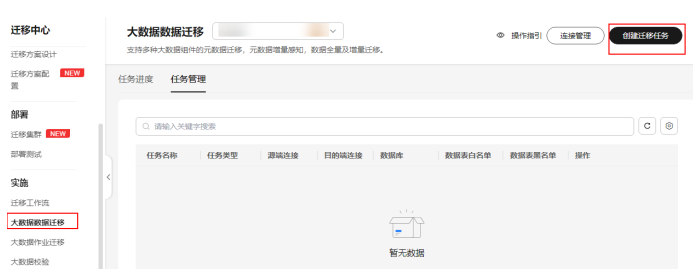 迁移中心
迁移方案设计
迁移方案配置 NEW
部署
迁移集群 NEW
部署测试
实施
迁移工作流
大数据数据迁移
大数据作业迁移
大数据校验
大数据数据迁移
支持多种大数据组件的元数据迁移，元数据增量感知，数据全量及增量迁移。
操作指引 连接管理 创建迁移任务
任务进度 任务管理
请输入关键字搜索
任务名称 任务类型 源端连接 目的端连接 数据库 数据表白名单 数据表黑名单 操作
暂无数据